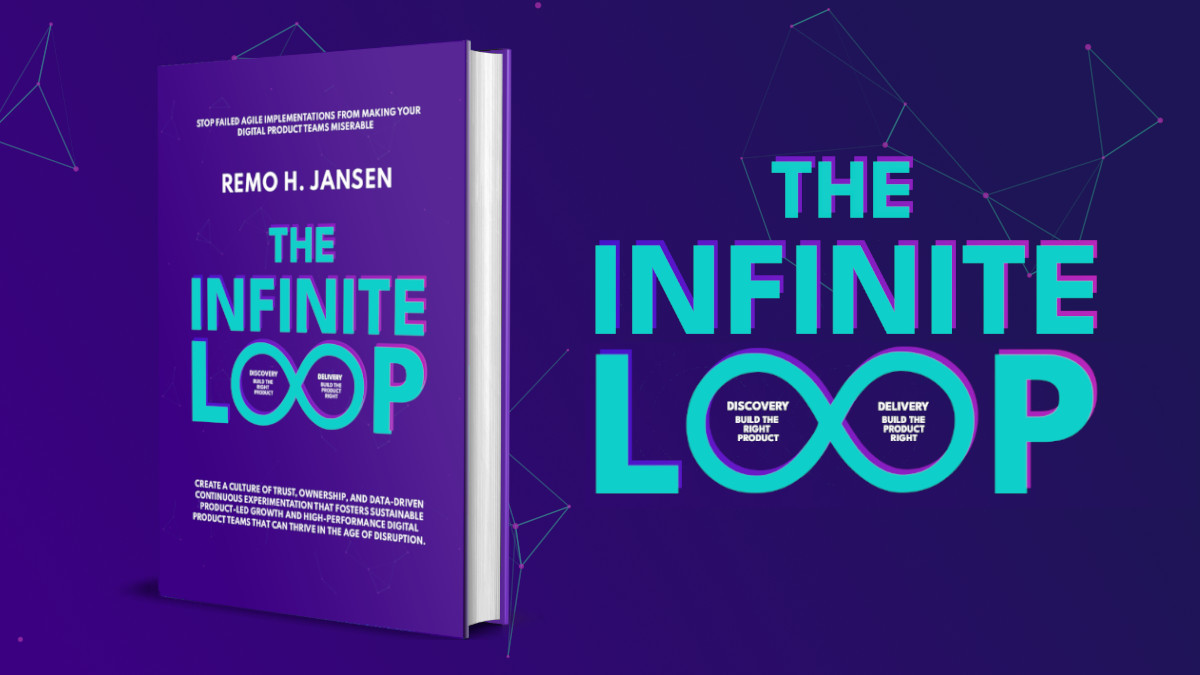 STOP FAILED AGILE IMPLEMENTATIONS FROM MAKING YOUR
DIGITAL PRODUCT TEAMS MISERABLE
REMO H. JANSEN
THE
INFINITE
LOOP
DISCOVERY
BUILD THE
RIGHT
PRODUCT
DELIVERY
BUILD THE
PRODUCT
RIGHT
CREATE A CULTURE OF TRUST, OWNERSHIP, AND DATA-DRIVEN
CONTINUOUS EXPERIMENTATION THAT FOSTERS SUSTAINABLE
PRODUCT-LED GROWTH AND HIGH-PERFORMANCE DIGITAL
PRODUCT TEAMS THAT CAN THRIVE IN THE AGE OF DISRUPTION.
THE
INFINITE
LOOP
DISCOVERY
BUILD THE
RIGHT
PRODUCT
DELIVERY
BUILD THE
PRODUCT
RIGHT